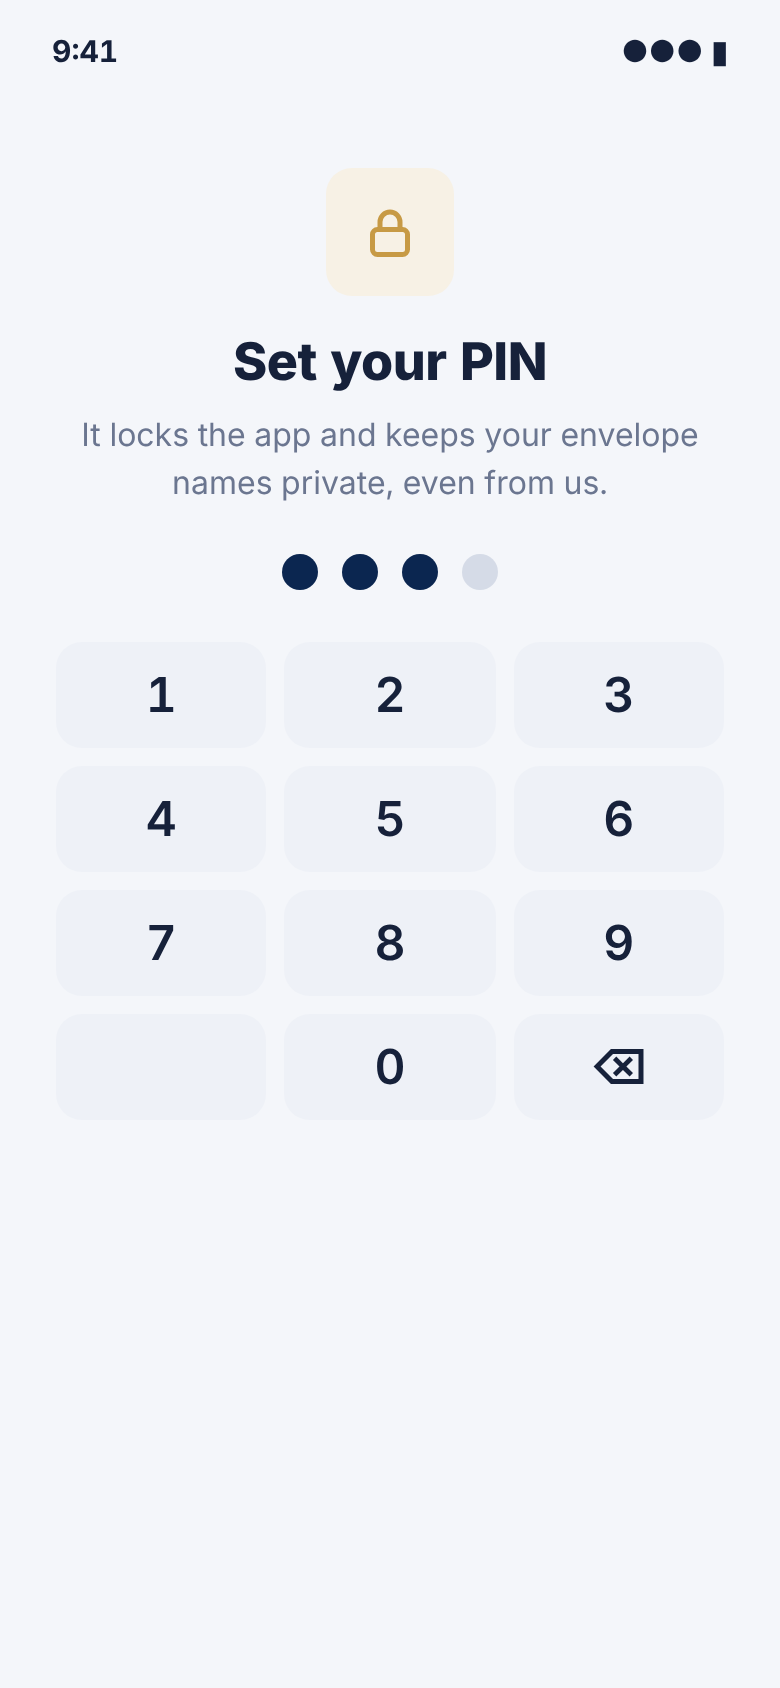 9:41
Set your PIN
It locks the app and keeps your envelope
names private, even from us.
1 2 3
4 5 6
7 8 9
0